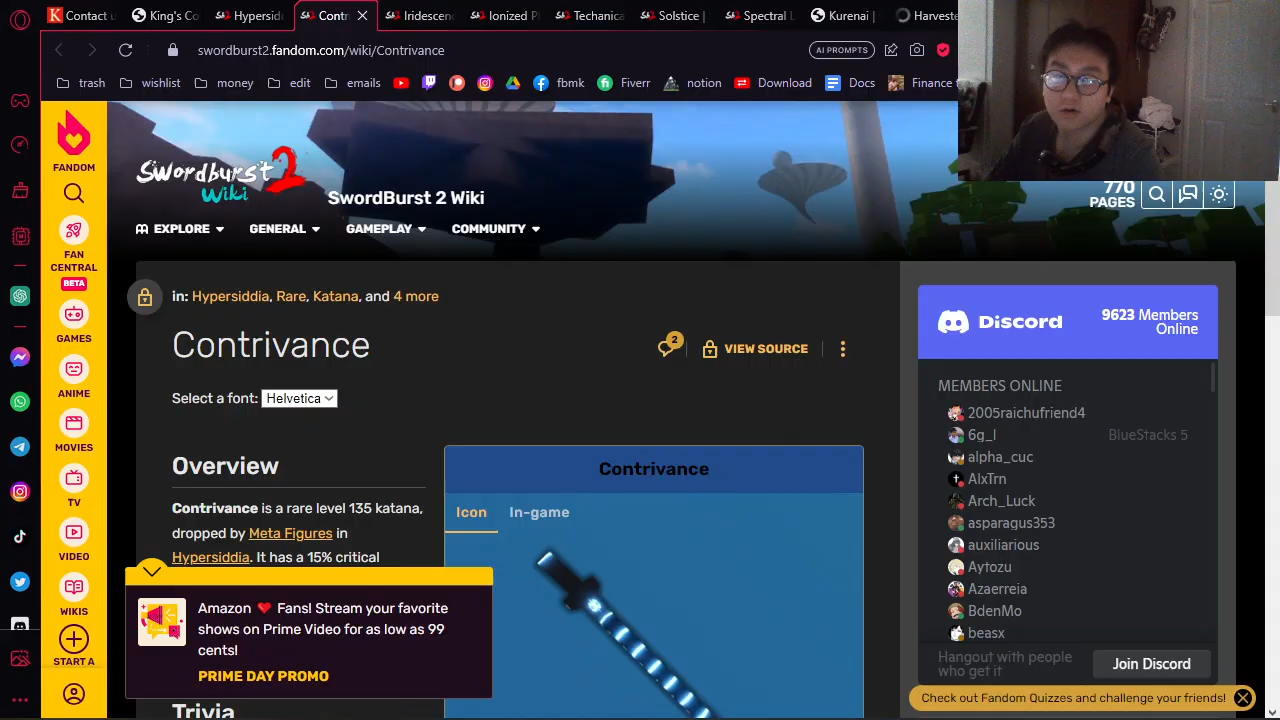 Contact u
King's Co
Hypersid
Contr
Iridescen
Ionized P
Techanica
Solstice |
Spectral L
Kurenai |
Harveste
swordburst2.fandom.com/wiki/Contrivance
AI PROMPTS
trash
wishlist
money
edit
emails
fbmk
Fiverr
notion
Download
Docs
Finance
FANDOM
FAN
CENTRAL
BETA
GAMES
ANIME
MOVIES
TV
VIDEO
WIKIS
START A
Swordburst 2
Wiki
SwordBurst 2 Wiki
770
PAGES
EXPLORE
GENERAL
GAMEPLAY
COMMUNITY
in: Hypersiddia, Rare, Katana, and 4 more
Contrivance
2
VIEW SOURCE
Select a font: Helvetica
Overview
Contrivance is a rare level 135 katana,
dropped by Meta Figures in
Hypersiddia. It has a 15% critical
Contrivance
Icon
In-game
Amazon ❤ Fans! Stream your favorite
shows on Prime Video for as low as 99
cents!
PRIME DAY PROMO
Trivia
Discord
9623 Members
Online
MEMBERS ONLINE
2005raichufriend4
6g_l
BlueStacks 5
alpha_cuc
AlxTrn
Arch_Luck
asparagus353
auxiliarious
Aytozu
Azaerreia
BdenMo
beasx
Hangout with people
who get it
Join Discord
Check out Fandom Quizzes and challenge your friends!